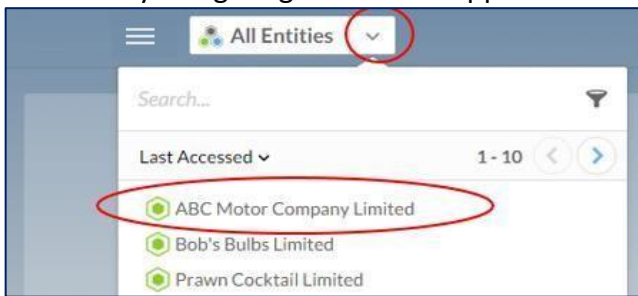 All Entities
Search...
Last Accessed
1 - 10
ABC Motor Company Limited
Bob's Bulbs Limited
Prawn Cocktail Limited